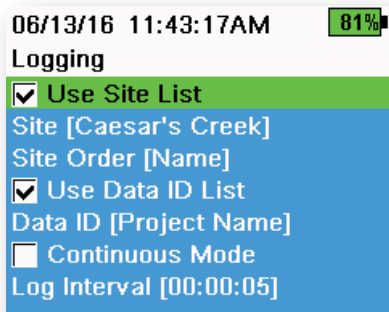 06/13/16 11:43:17AM 81%
Logging
Use Site List
Site [Caesar's Creek]
Site Order [Name]
Use Data ID List
Data ID [Project Name]
Continuous Mode
Log Interval [00:00:05]